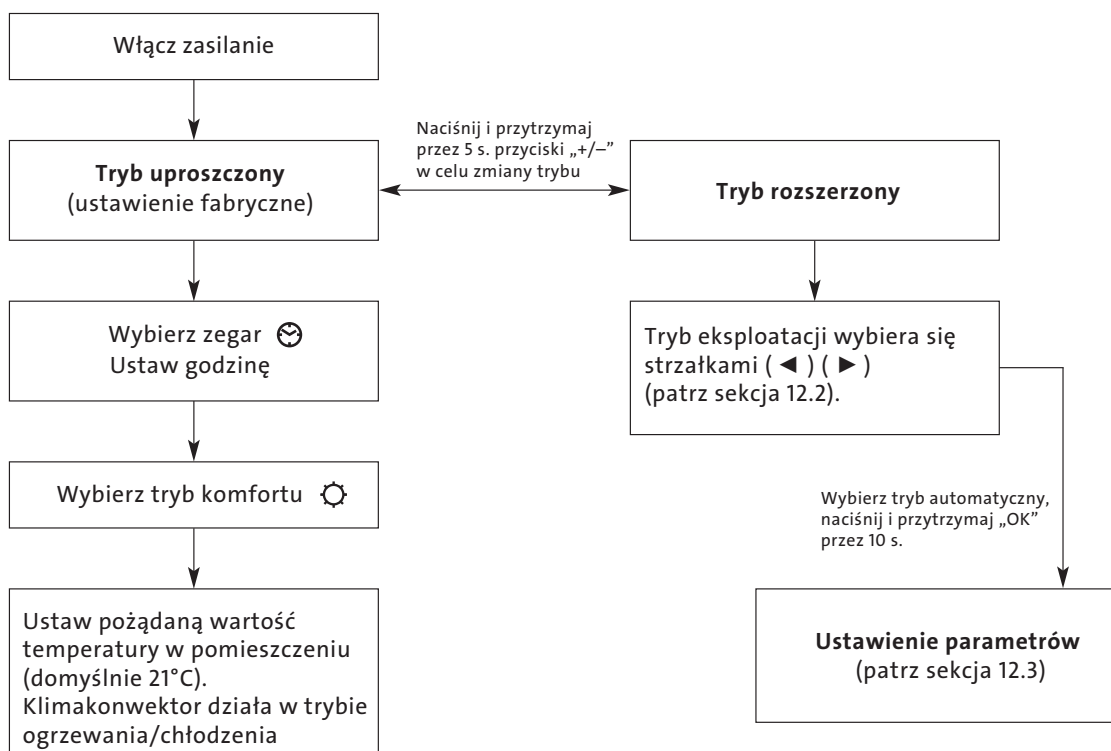 Włącz zasilanie
Tryb uproszczony
(ustawienie fabryczne)
Naciśnij i przytrzymaj
przez 5 s. przyciski „+/–”
w celu zmiany trybu
Tryb rozszerzony
Wybierz zegar
Ustaw godzinę
Tryb eksploatacji wybiera się
strzałkami ( ◄ ) ( ► )
(patrz sekcja 12.2).
Wybierz tryb komfortu
Wybierz tryb automatyczny,
naciśnij i przytrzymaj „OK”
przez 10 s.
Ustaw pożądaną wartość
temperatury w pomieszczeniu
(domyślnie 21°C).
Klimakonwektor działa w trybie
ogrzewania/chłodzenia
Ustawienie parametrów
(patrz sekcja 12.3)